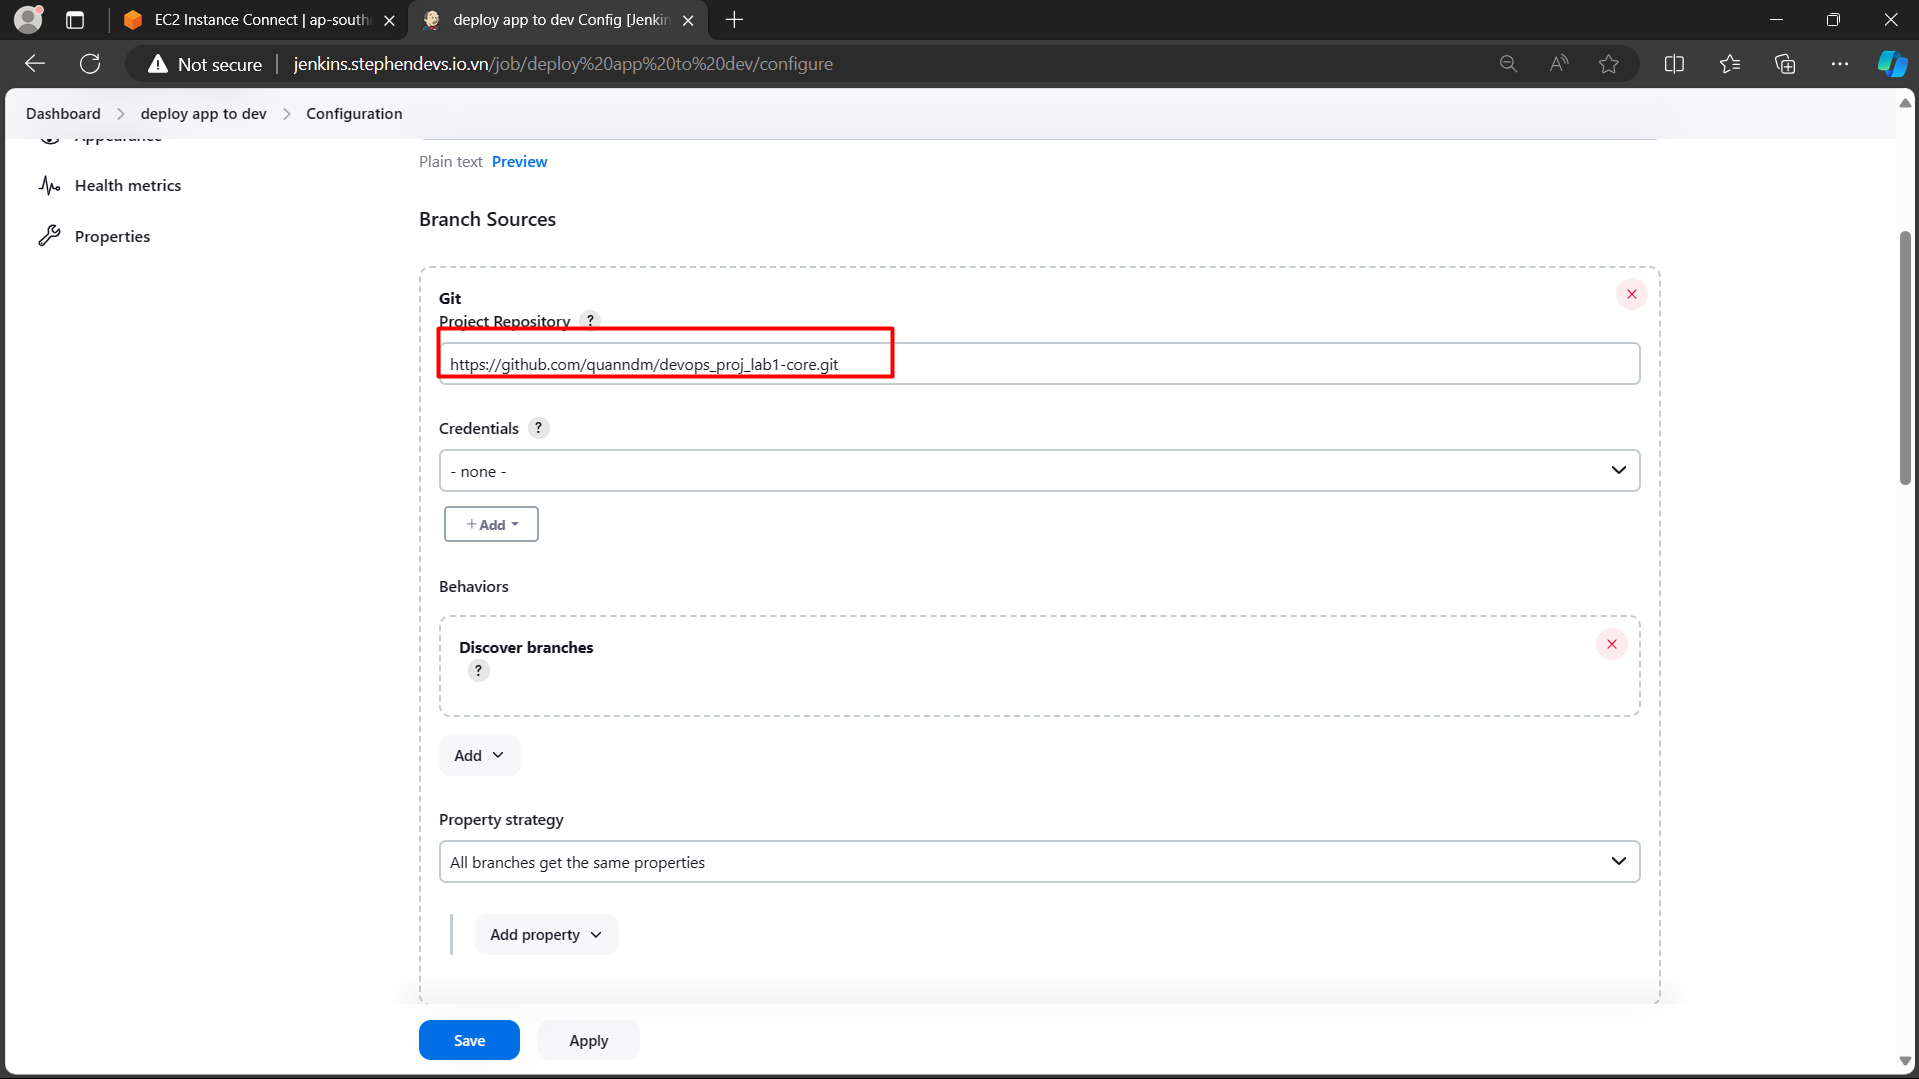 EC2 Instance Connect | ap-south
deploy app to dev Config [Jenkin
Not secure
jenkins.stephendevs.io.vn/job/deploy%20app%20to%20dev/configure
Dashboard
deploy app to dev
Configuration
Appearance
Health metrics
Properties
Plain text Preview
Branch Sources
Git
Project Repository ?
https://github.com/quanndm/devops_proj_lab1-core.git
Credentials ?
- none -
+ Add
Behaviors
Discover branches
?
Add
Property strategy
All branches get the same properties
Add property
Save
Apply